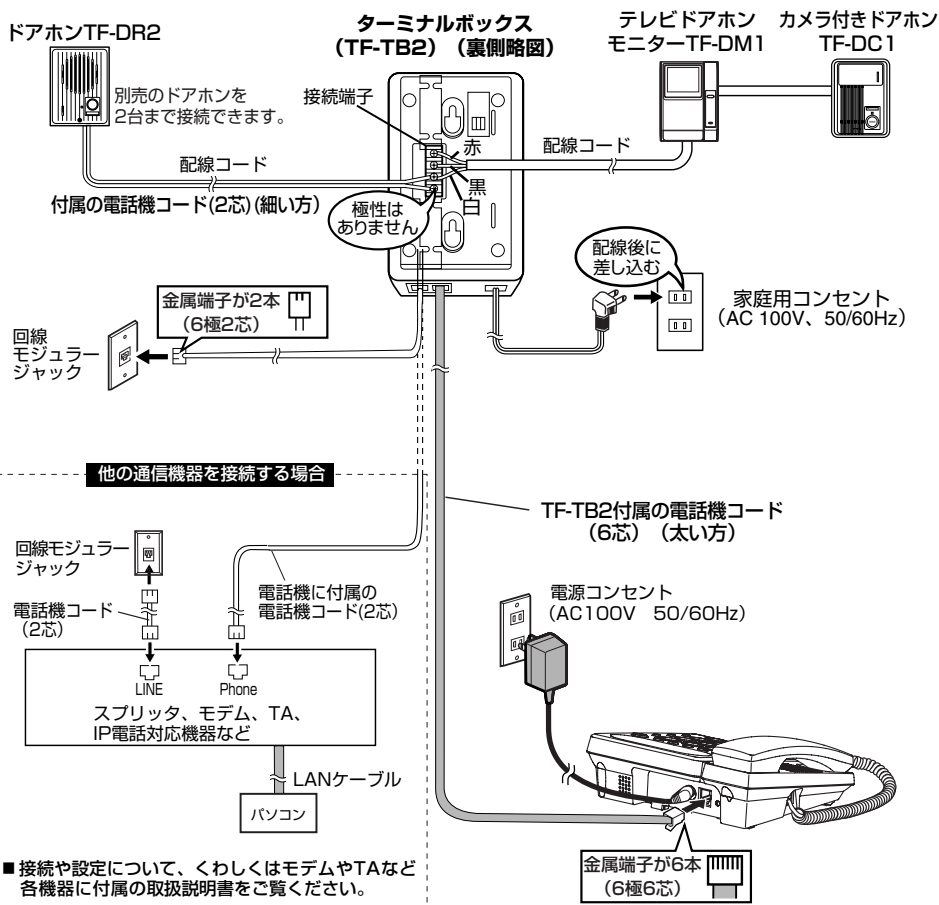 ドアホンTF-DR2
ターミナルボックス
（TF-TB2）（裏側略図）
テレビドアホン
モニターTF-DM1
カメラ付きドアホン
TF-DC1
別売のドアホンを
2台まで接続できます。
接続端子
赤
黒
白
配線コード
配線コード
付属の電話機コード(2芯)(細い方)
極性は
ありません
配線後に
差し込む
家庭用コンセント
（AC 100V、50/60Hz）
金属端子が2本
（6極2芯）
回線
モジュラー
ジャック
他の通信機器を接続する場合
TF-TB2付属の電話機コード
（6芯）（太い方）
回線モジュラー
ジャック
電話機コード
（2芯）
電話機に付属の
電話機コード(2芯)
電源コンセント
（AC100V 50/60Hz）
LINE
Phone
スプリッタ、モデム、TA、
IP電話対応機器など
LANケーブル
パソコン
金属端子が6本
（6極6芯）
■接続や設定について、くわしくはモデムやTAなど
各機器に付属の取扱説明書をご覧ください。